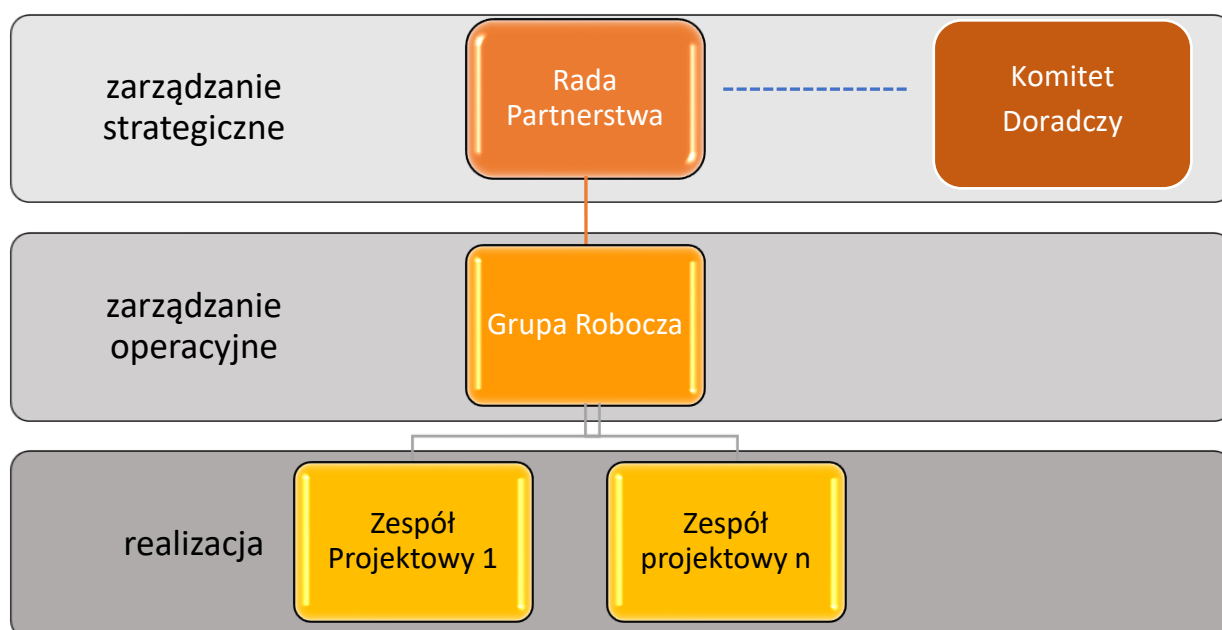 zarządzanie
strategiczne
Rada
Partnerstwa
Komitet
Doradczy
zarządzanie
operacyjne
Grupa Robocza
realizacja
Zespół
Projektowy 1
Zespół
projektowy n